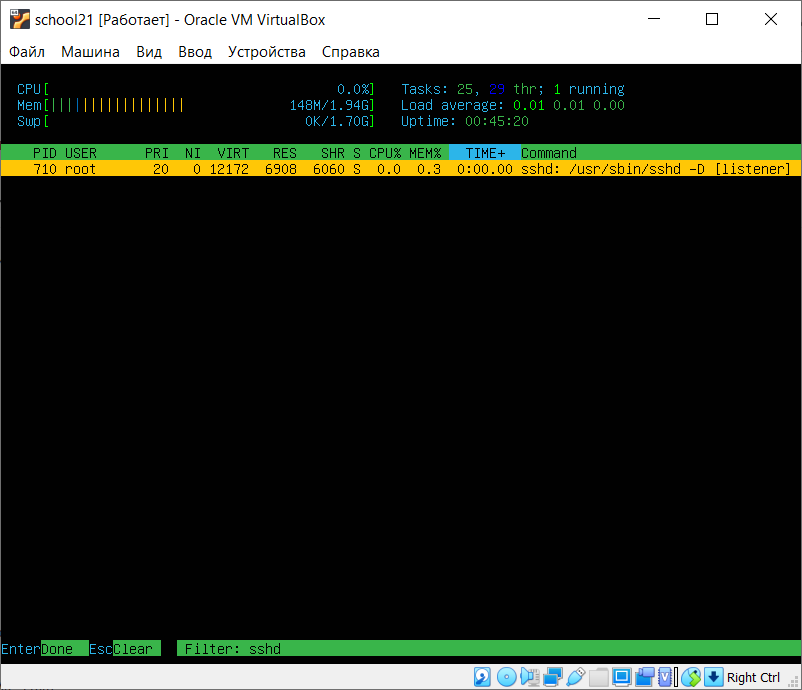 school21 [Работает] - Oracle VM VirtualBox
Файл Машина Вид Ввод Устройства Справка
CPU[ 0.0%] Tasks: 25, 29 thr; 1 running
Mem[||||||||||||||||| 148M/1.94G] Load average: 0.01 0.01 0.00
Swp[ 0K/1.70G] Uptime: 00:45:20
PID USER PRI NI VIRT RES SHR S CPU% MEM% TIME+ Command
710 root 20 0 12172 6908 6060 S 0.0 0.3 0:00.00 sshd: /usr/sbin/sshd -D [listener]
EnterDone EscClear Filter: sshd
Right Ctrl